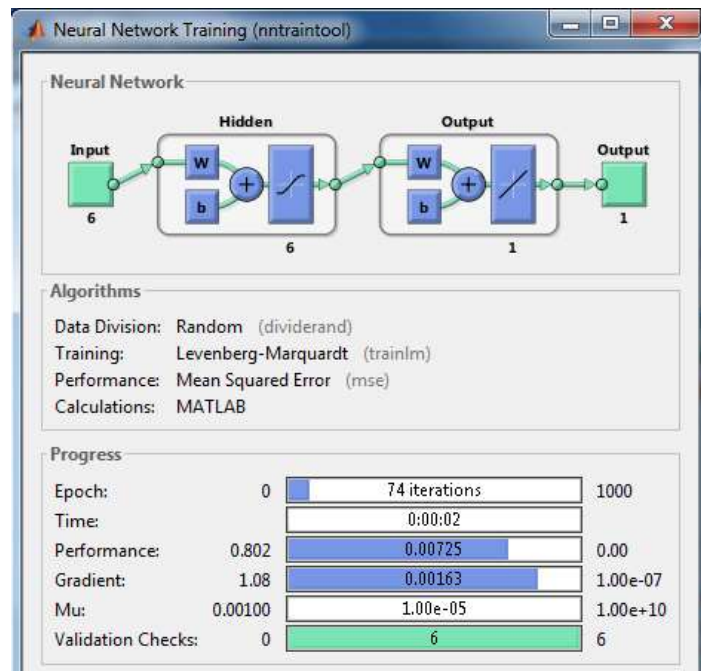 Neural Network Training (nntraintool)
Neural Network
Hidden Output
Input Output
W W
b b
6 6 1 1
Algorithms
Data Division: Random (dividerand)
Training: Levenberg-Marquardt (trainlm)
Performance: Mean Squared Error (mse)
Calculations: MATLAB
Progress
Epoch: 0 74 iterations 1000
Time: 0:00:02
Performance: 0.802 0.00725 0.00
Gradient: 1.08 0.00163 1.00e-07
Mu: 0.00100 1.00e-05 1.00e+10
Validation Checks: 0 6 6